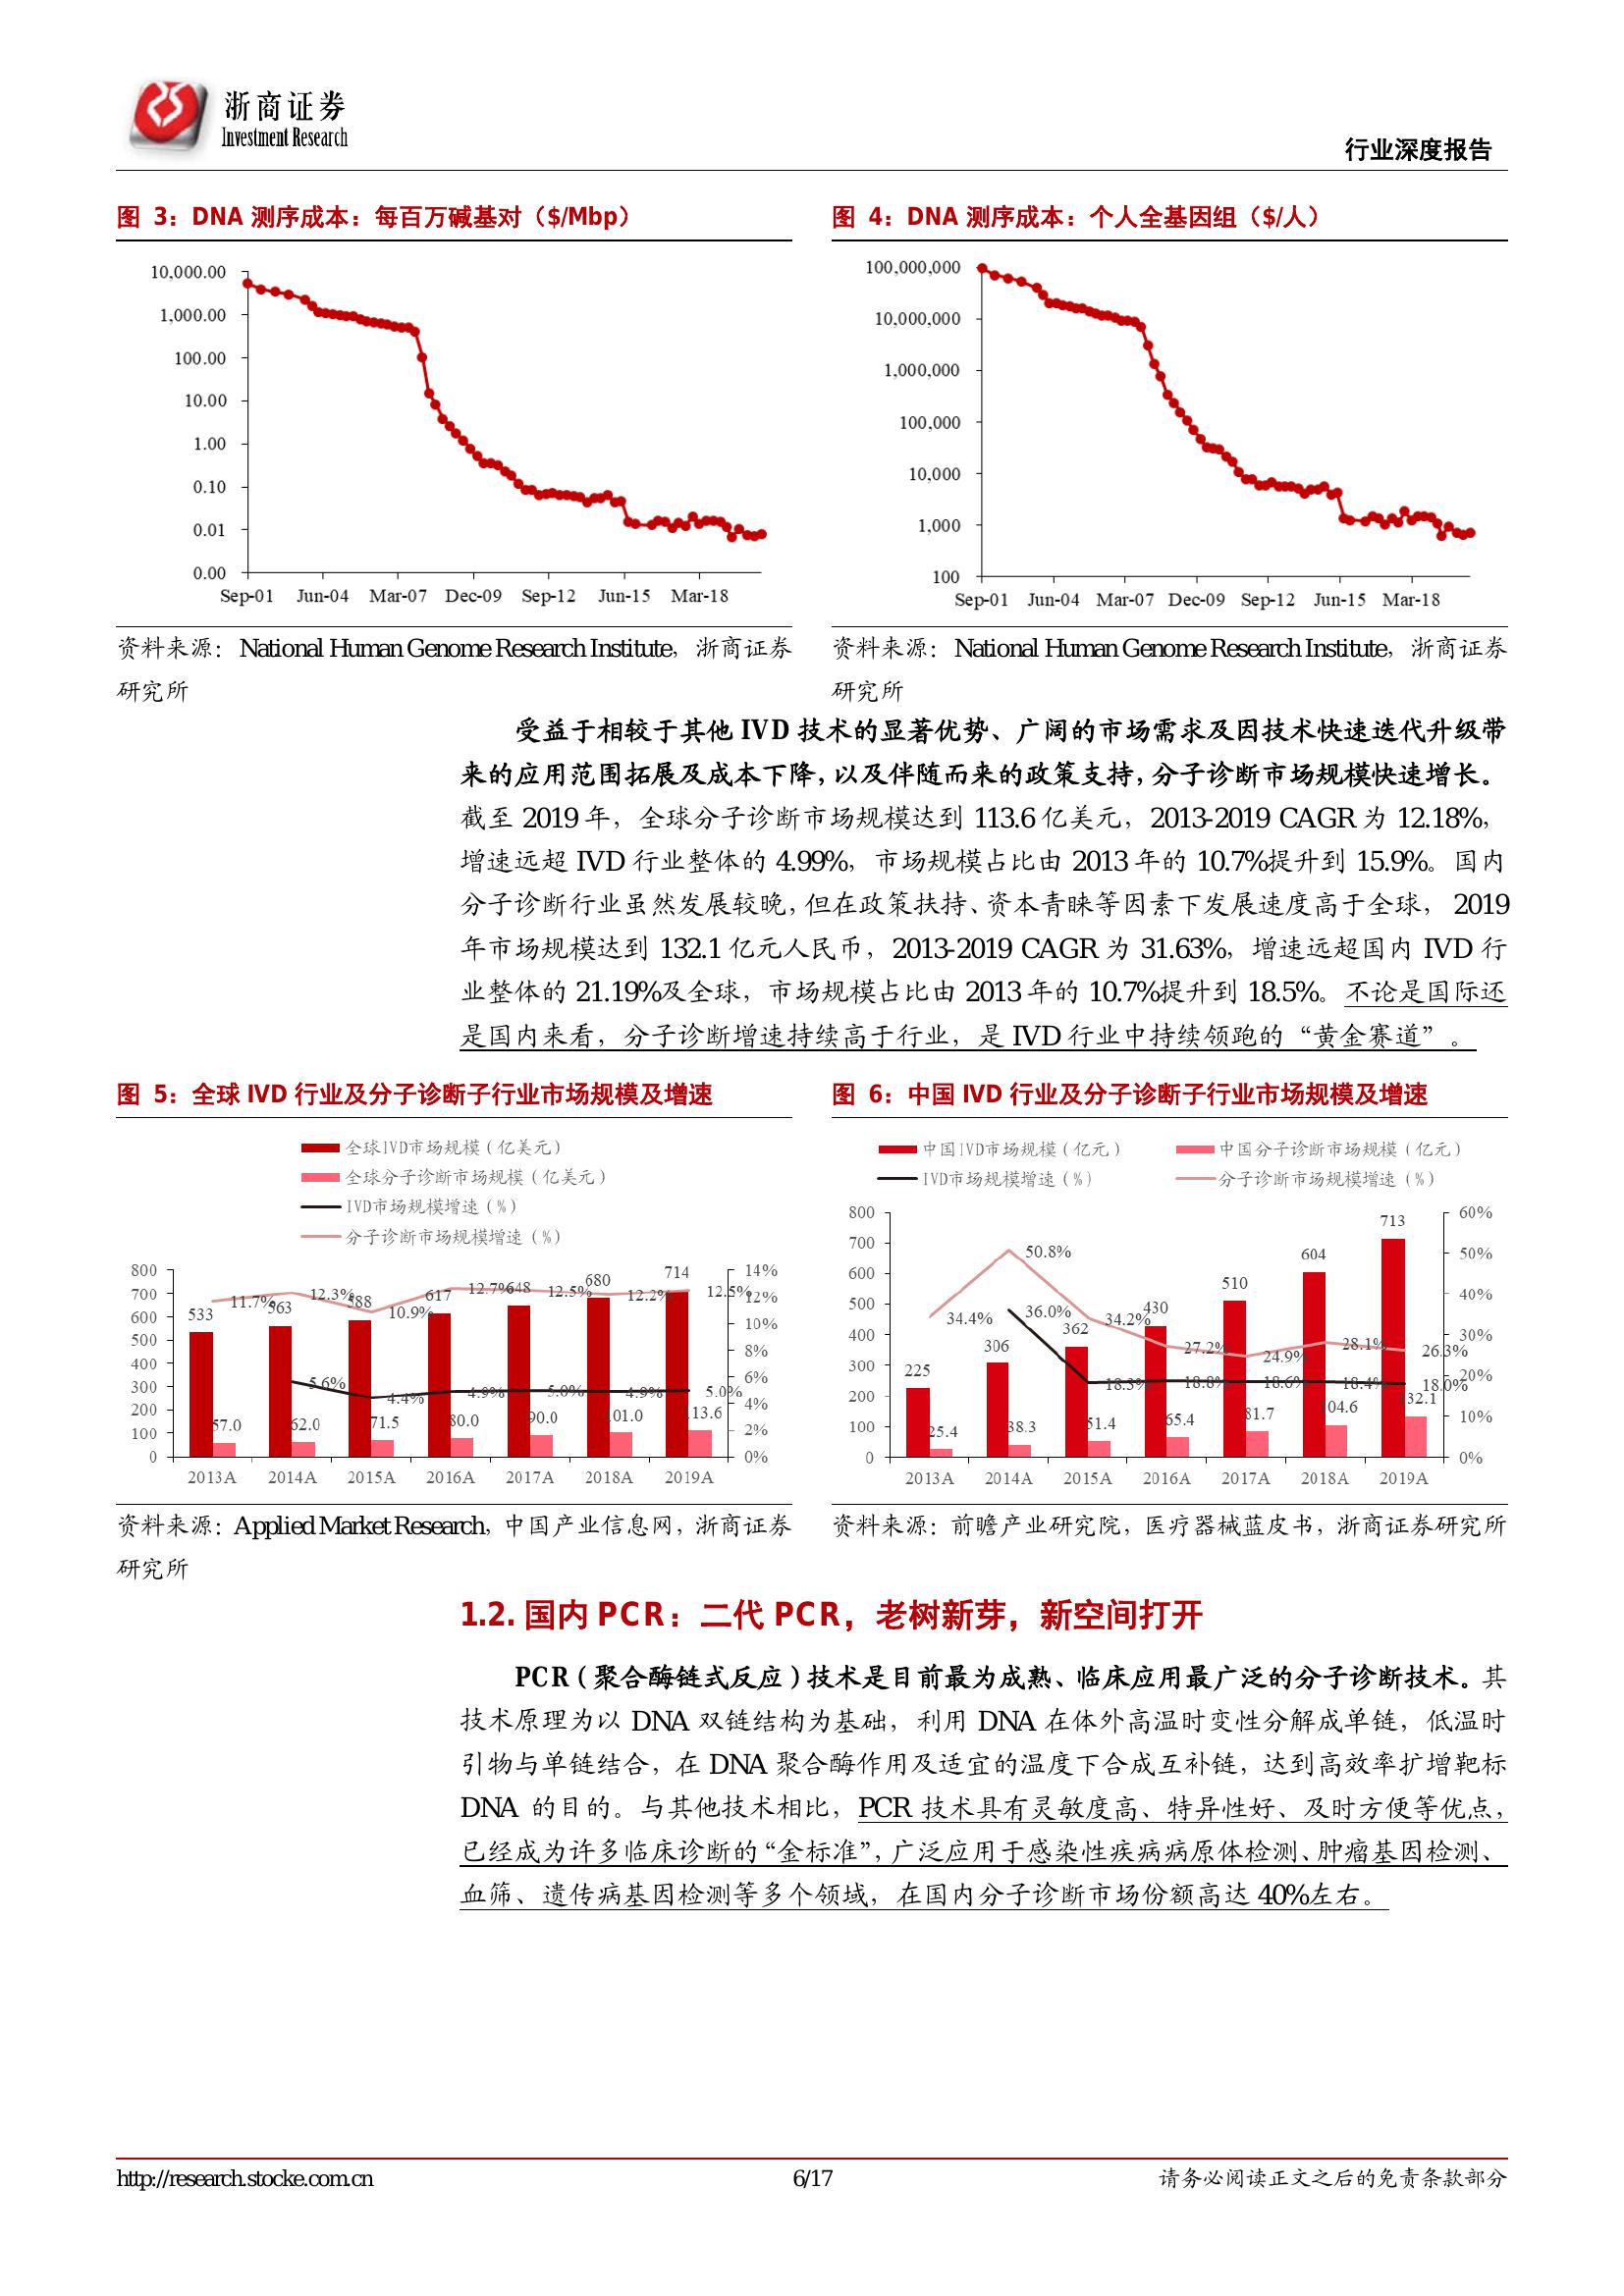 浙商证券
Investment Research
行业深度报告
图 3：DNA 测序成本：每百万碱基对（$/Mbp）
10,000.00
1,000.00
100.00
10.00
1.00
0.10
0.01
0.00
Sep-01 Jun-04 Mar-07 Dec-09 Sep-12 Jun-15 Mar-18
资料来源：National Human Genome Research Institute，浙商证券
研究所
图 4：DNA 测序成本：个人全基因组（$/人）
100,000,000
10,000,000
1,000,000
100,000
10,000
1,000
100
Sep-01 Jun-04 Mar-07 Dec-09 Sep-12 Jun-15 Mar-18
资料来源：National Human Genome Research Institute，浙商证券
研究所
受益于相较于其他 IVD 技术的显著优势、广阔的市场需求及因技术快速迭代升级带
来的应用范围拓展及成本下降，以及伴随而来的政策支持，分子诊断市场规模快速增长。
截至 2019 年，全球分子诊断市场规模达到 113.6 亿美元，2013-2019 CAGR 为 12.18%，
增速远超 IVD 行业整体的 4.99%，市场规模占比由 2013 年的 10.7%提升到 15.9%。国内
分子诊断行业虽然发展较晚，但在政策扶持、资本青睐等因素下发展速度高于全球， 2019
年市场规模达到 132.1 亿元人民币，2013-2019 CAGR 为 31.63%，增速远超国内 IVD 行
业整体的 21.19%及全球，市场规模占比由 2013 年的 10.7%提升到 18.5%。不论是国际还
是国内来看，分子诊断增速持续高于行业，是 IVD 行业中持续领跑的“黄金赛道”。
图 5：全球 IVD 行业及分子诊断子行业市场规模及增速
全球IVD市场规模（亿美元）
全球分子诊断市场规模（亿美元）
IVD市场规模增速（%）
分子诊断市场规模增速（%）
800
700
600
500
400
300
200
100
0
533 563 588 617 648 680 714
11.7% 12.3% 10.9% 12.7% 12.5% 12.2% 12.5%
5.6% 4.4% 4.9% 5.0% 4.9% 5.0%
57.0 62.0 71.5 80.0 90.0 01.0 13.6
14%
12%
10%
8%
6%
4%
2%
0%
2013A 2014A 2015A 2016A 2017A 2018A 2019A
资料来源：Applied Market Research，中国产业信息网，浙商证券
研究所
图 6：中国 IVD 行业及分子诊断子行业市场规模及增速
中国IVD市场规模（亿元） 中国分子诊断市场规模（亿元）
IVD市场规模增速（%） 分子诊断市场规模增速（%）
800
700
600
500
400
300
200
100
0
225 306 362 430 510 604 713
34.4% 50.8% 34.2% 27.2% 24.9% 28.1% 26.3%
36.0% 18.3% 18.8% 18.6% 18.4% 18.0%
25.4 38.3 51.4 65.4 81.7 04.6 32.1
60%
50%
40%
30%
20%
10%
0%
2013A 2014A 2015A 2016A 2017A 2018A 2019A
资料来源：前瞻产业研究院，医疗器械蓝皮书，浙商证券研究所
1.2. 国内 PCR：二代 PCR，老树新芽，新空间打开
PCR（聚合酶链式反应）技术是目前最为成熟、临床应用最广泛的分子诊断技术。其
技术原理为以 DNA 双链结构为基础，利用 DNA 在体外高温时变性分解成单链，低温时
引物与单链结合，在 DNA 聚合酶作用及适宜的温度下合成互补链，达到高效率扩增靶标
DNA 的目的。与其他技术相比，PCR 技术具有灵敏度高、特异性好、及时方便等优点，
已经成为许多临床诊断的“金标准”，广泛应用于感染性疾病病原体检测、肿瘤基因检测、
血筛、遗传病基因检测等多个领域，在国内分子诊断市场份额高达 40%左右。
http://research.stocke.com.cn
6/17
请务必阅读正文之后的免责条款部分